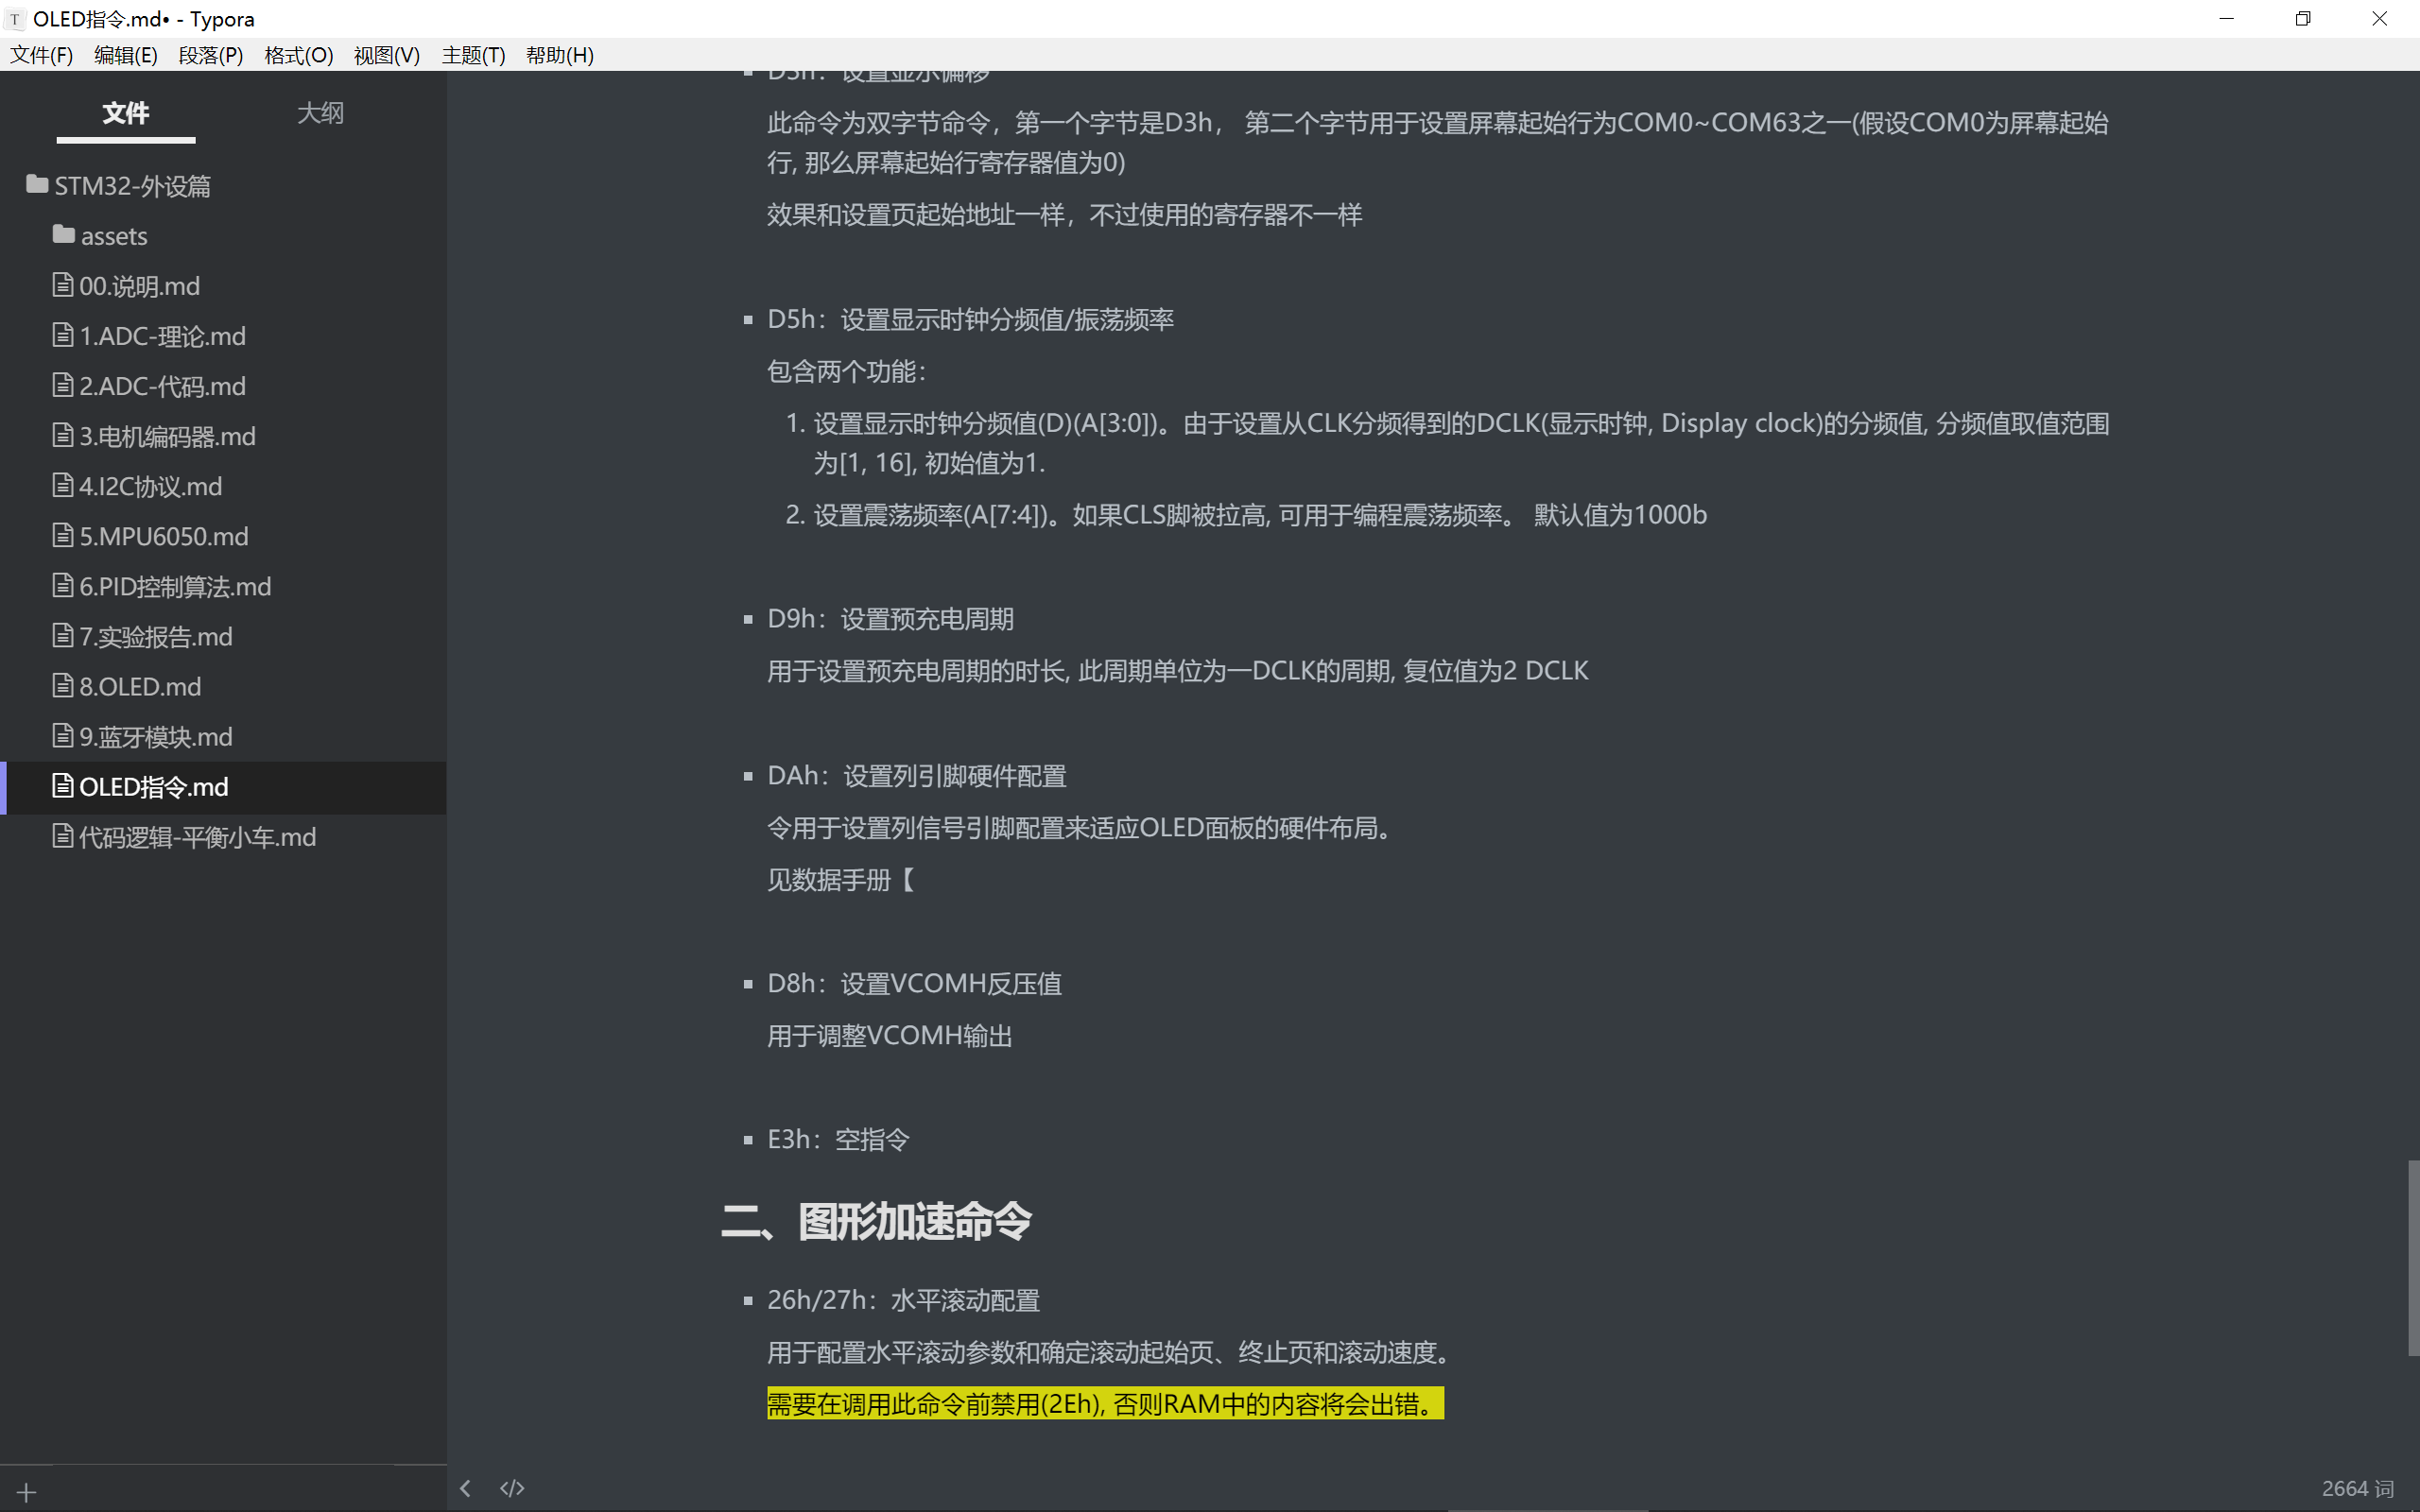 OLED指令.md• - Typora
文件(F) 编辑(E) 段落(P) 格式(O) 视图(V) 主题(T) 帮助(H)
文件 大纲
STM32-外设篇
assets
00.说明.md
1.ADC-理论.md
2.ADC-代码.md
3.电机编码器.md
4.I2C协议.md
5.MPU6050.md
6.PID控制算法.md
7.实验报告.md
8.OLED.md
9.蓝牙模块.md
OLED指令.md
代码逻辑-平衡小车.md
D3h：设置显示偏移
此命令为双字节命令，第一个字节是D3h， 第二个字节用于设置屏幕起始行为COM0~COM63之一(假设COM0为屏幕起始
行, 那么屏幕起始行寄存器值为0)
效果和设置页起始地址一样，不过使用的寄存器不一样
D5h：设置显示时钟分频值/振荡频率
包含两个功能：
1. 设置显示时钟分频值(D)(A[3:0])。由于设置从CLK分频得到的DCLK(显示时钟, Display clock)的分频值, 分频值取值范围
为[1, 16], 初始值为1.
2. 设置震荡频率(A[7:4])。如果CLS脚被拉高, 可用于编程震荡频率。 默认值为1000b
D9h：设置预充电周期
用于设置预充电周期的时长, 此周期单位为一DCLK的周期, 复位值为2 DCLK
DAh：设置列引脚硬件配置
令用于设置列信号引脚配置来适应OLED面板的硬件布局。
见数据手册【
D8h：设置VCOMH反压值
用于调整VCOMH输出
E3h：空指令
二、图形加速命令
26h/27h：水平滚动配置
用于配置水平滚动参数和确定滚动起始页、终止页和滚动速度。
需要在调用此命令前禁用(2Eh), 否则RAM中的内容将会出错。
2664 词